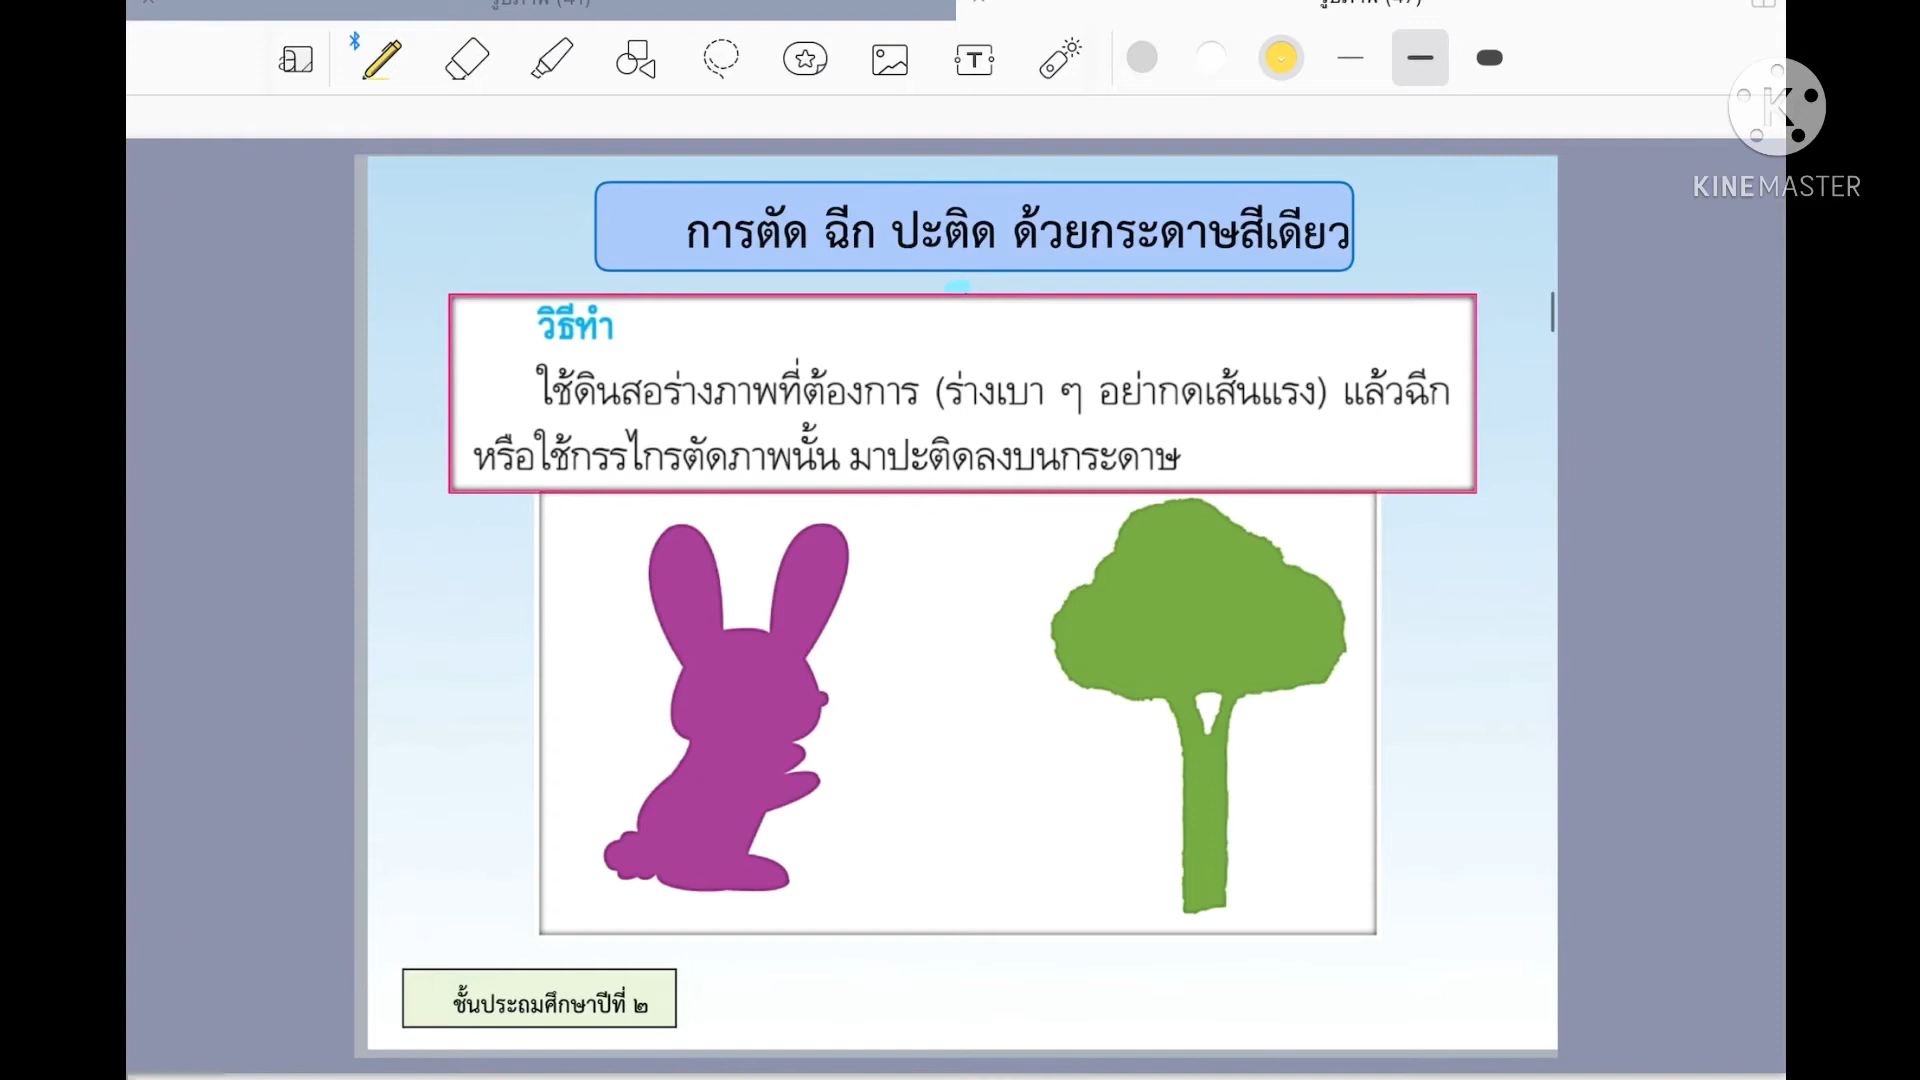 การตัด ฉีก ปะติด ด้วยกระดาษสีเดียว
วิธีทำ
ใช้ดินสอร่างภาพที่ต้องการ (ร่างเบา ๆ อย่ากดเส้นแรง) แล้วฉีก
หรือใช้กรรไกรตัดภาพนั้น มาปะติดลงบนกระดาษ
ชั้นประถมศึกษาปีที่ ๒
KINEMASTER